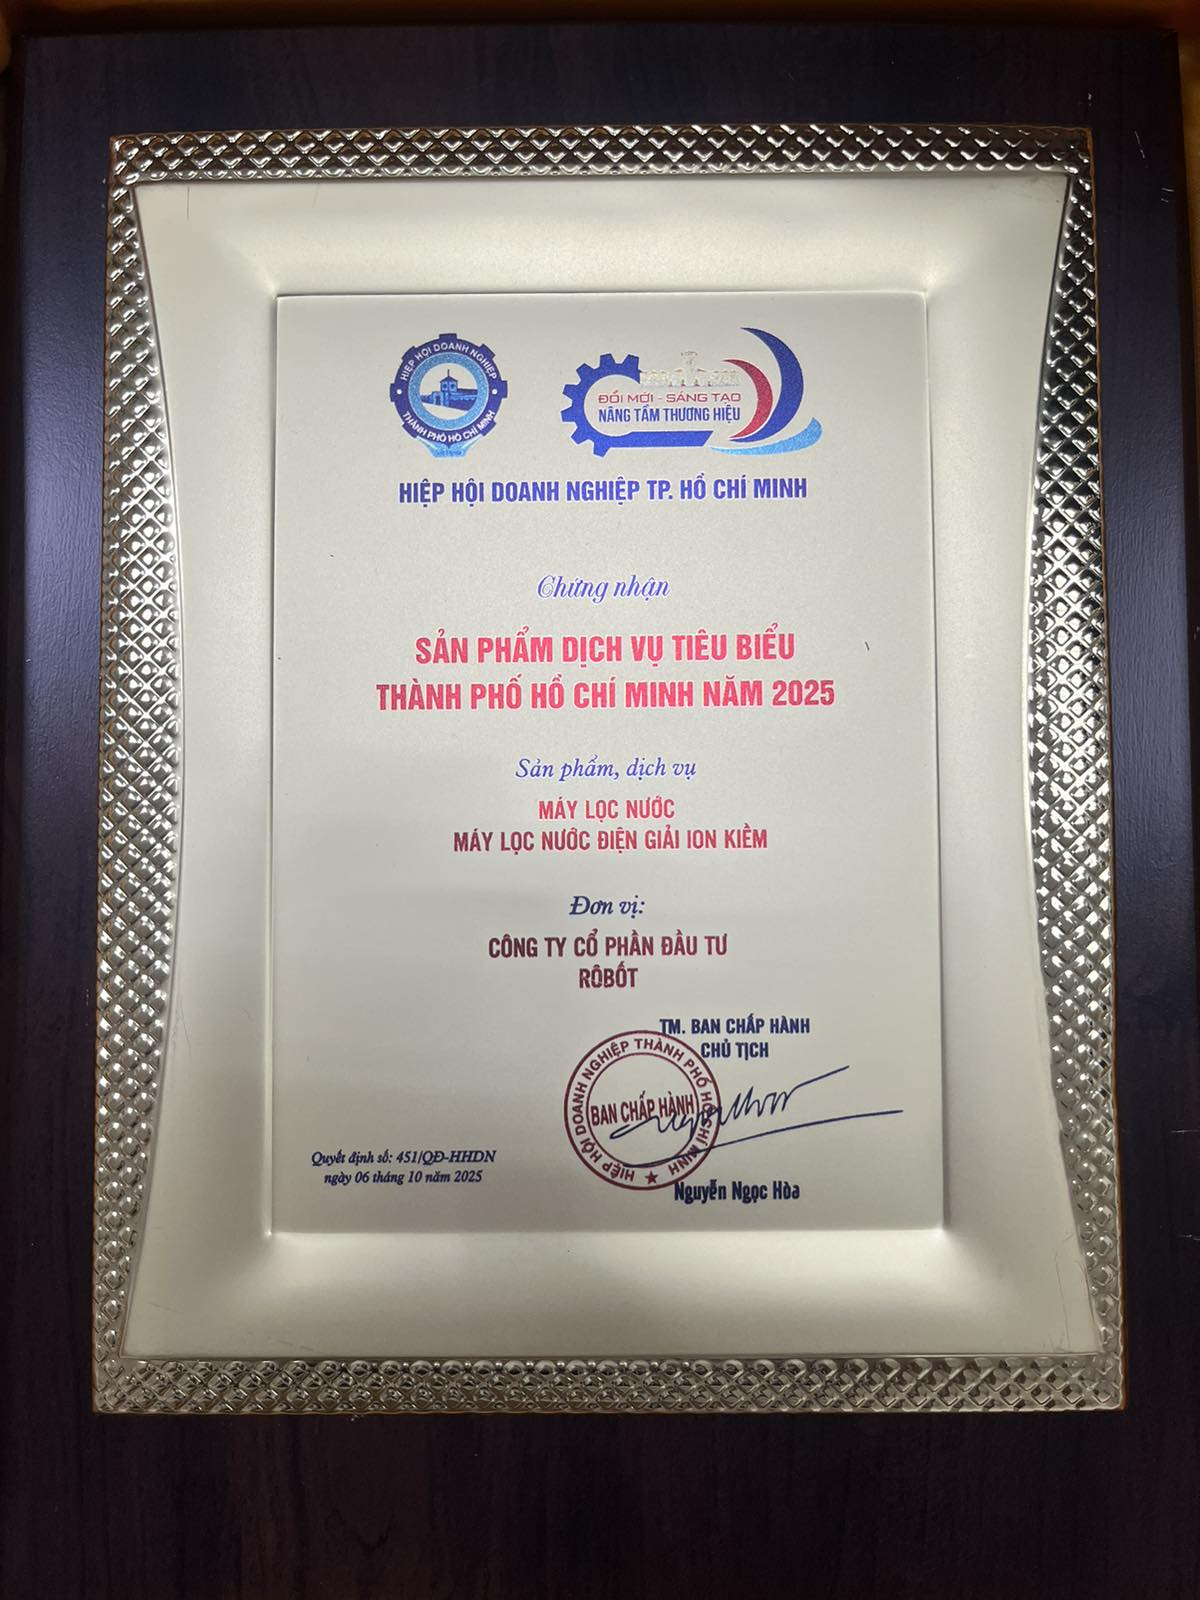 HIỆP HỘI DOANH NGHIỆP
THÀNH PHỐ HỒ CHÍ MINH
ĐỔI MỚI - SÁNG TẠO
NÂNG TẦM THƯƠNG HIỆU
HIỆP HỘI DOANH NGHIỆP TP. HỒ CHÍ MINH
Chứng nhận
SẢN PHẨM DỊCH VỤ TIÊU BIỂU
THÀNH PHỐ HỒ CHÍ MINH NĂM 2025
Sản phẩm, dịch vụ
MÁY LỌC NƯỚC
MÁY LỌC NƯỚC ĐIỆN GIẢI ION KIỀM
Đơn vị:
CÔNG TY CỔ PHẦN ĐẦU TƯ
RÔBỐT
TM. BAN CHẤP HÀNH
CHỦ TỊCH
HIỆP HỘI DOANH NGHIỆP THÀNH PHỐ HỒ CHÍ MINH
BAN CHẤP HÀNH
Quyết định số: 451/QĐ-HHDN
ngày 06 tháng 10 năm 2025
Nguyễn Ngọc Hòa